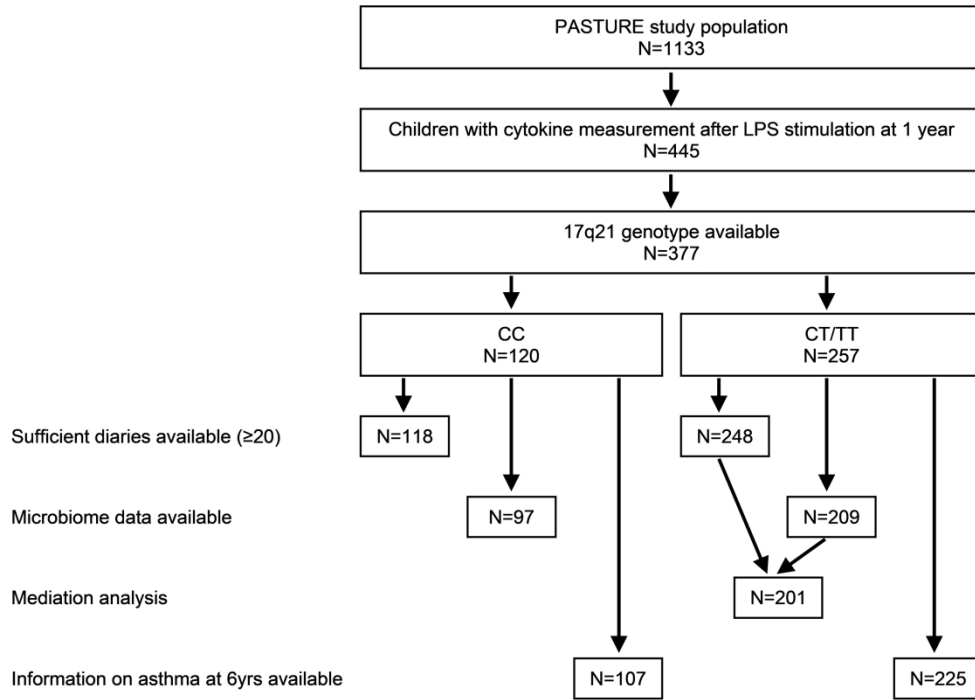 PASTURE study population
N=1133
Children with cytokine measurement after LPS stimulation at 1 year
N=445
17q21 genotype available
N=377
CC
N=120
CT/TT
N=257
Sufficient diaries available (≥20)
N=118
N=248
Microbiome data available
N=97
N=209
Mediation analysis
N=201
Information on asthma at 6yrs available
N=107
N=225